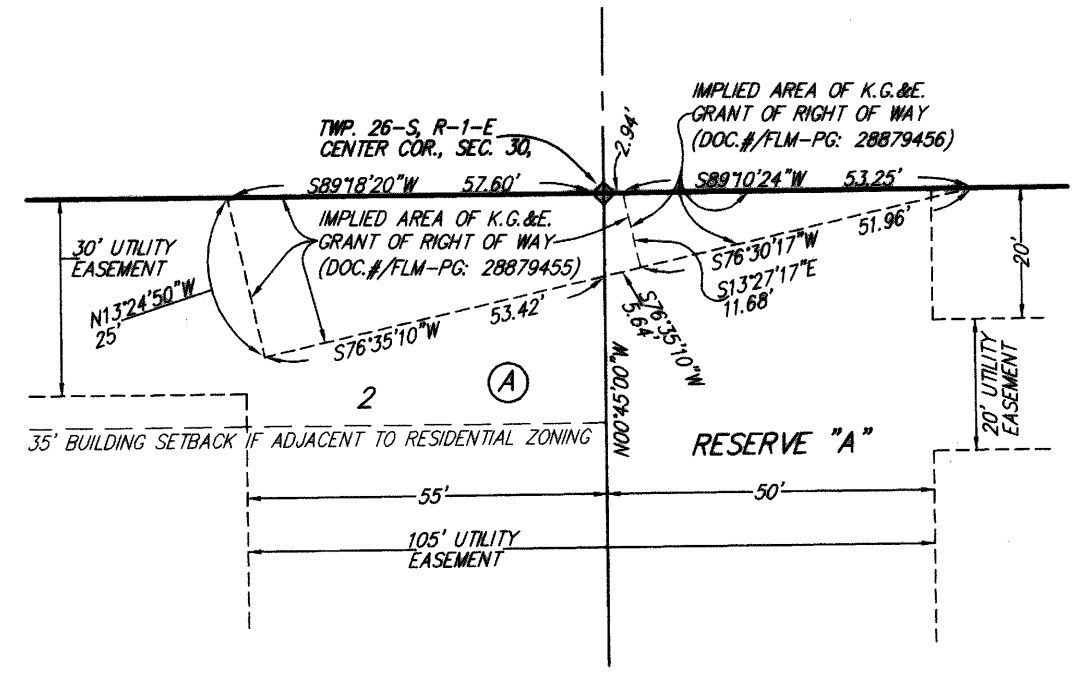 IMPLIED AREA OF K.G.&E.
GRANT OF RIGHT OF WAY
(DOC.#/FLM-PG: 28879456)
TWP. 26-S, R-1-E
CENTER COR., SEC. 30,
2.94'
S89°18'20"W 57.60'
S89°10'24"W 53.25'
IMPLIED AREA OF K.G.&E.
GRANT OF RIGHT OF WAY
(DOC.#/FLM-PG: 28879455)
30' UTILITY
EASEMENT
51.96'
S76°30'17"W
20'
S13°27'17"E
11.68'
N13°24'50"W
25'
53.42'
S76°35'10"W
S76°35'10"W
5.64'
20' UTILITY
EASEMENT
2
A
N00°45'00"W
35' BUILDING SETBACK IF ADJACENT TO RESIDENTIAL ZONING
RESERVE "A"
55'
50'
105' UTILITY
EASEMENT